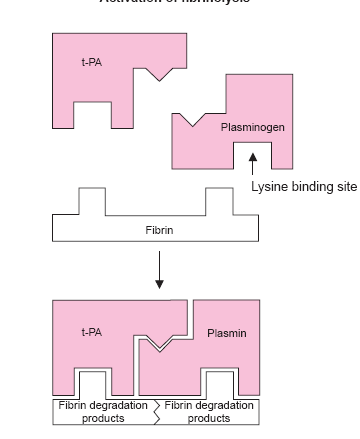 Activation of fibrinolysis
t-PA
Plasminogen
Lysine binding site
Fibrin
t-PA
Plasmin
Fibrin degradation
products
Fibrin degradation
products